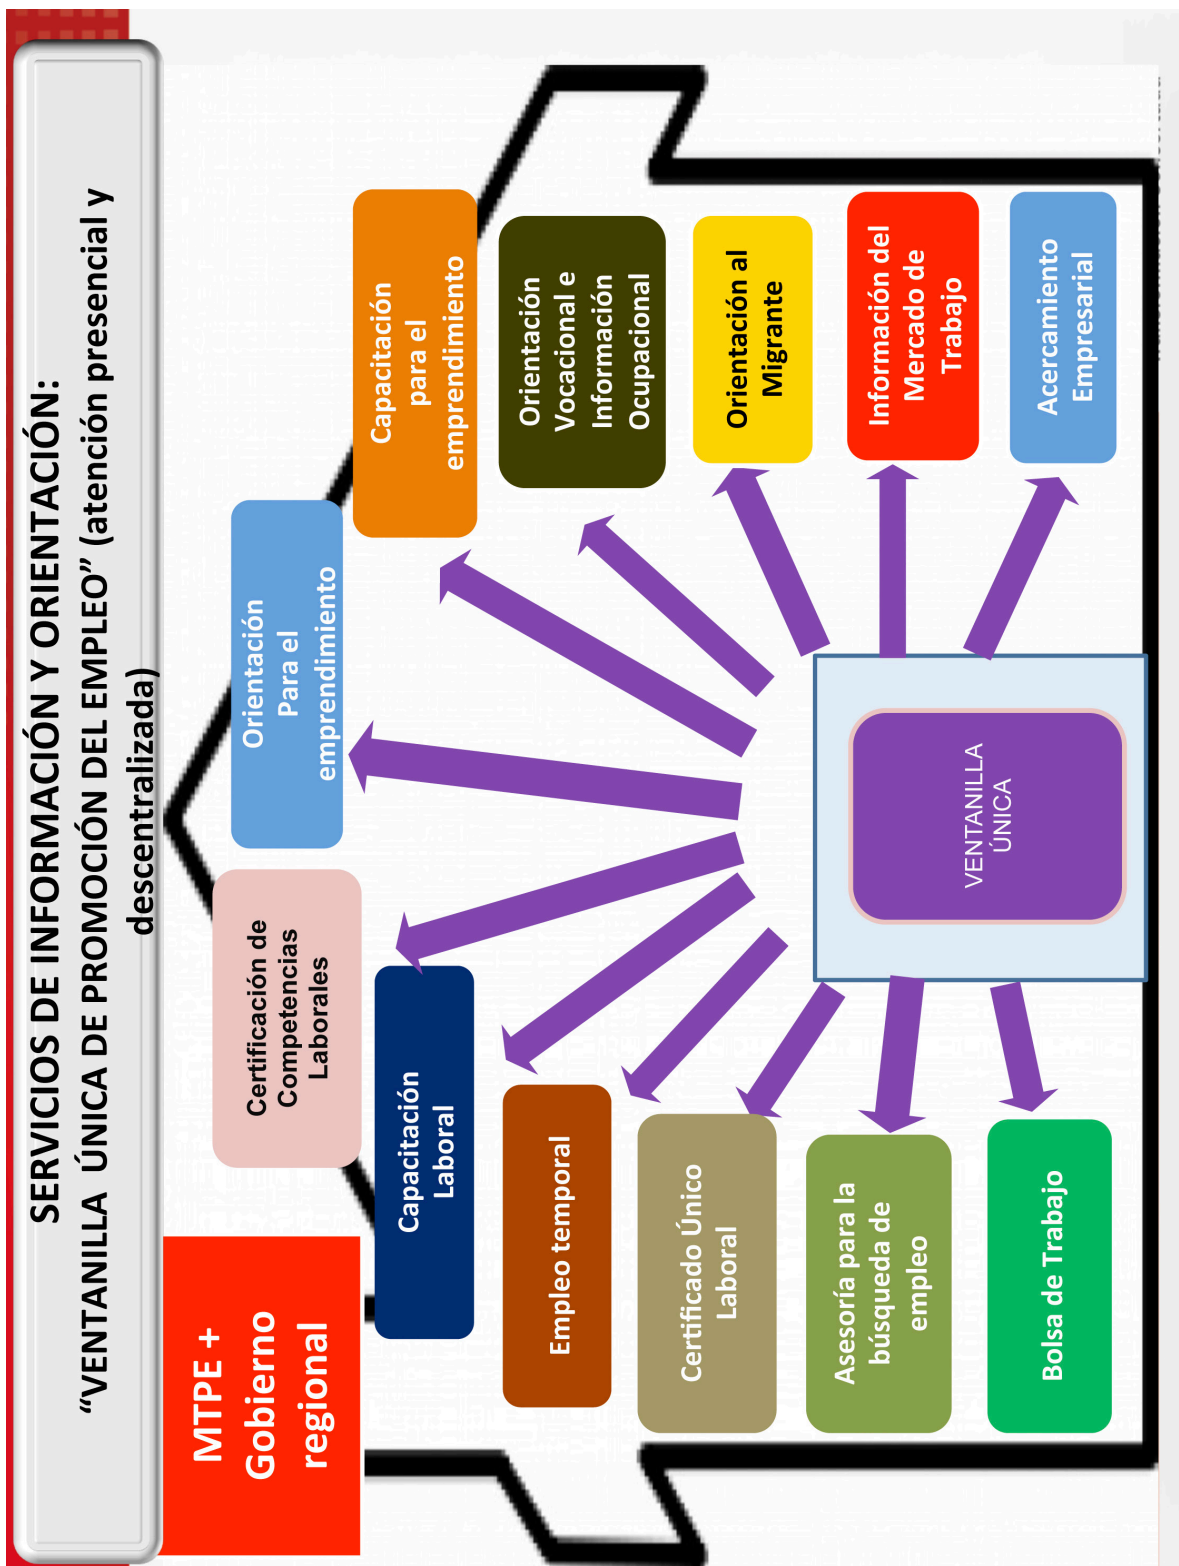 SERVICIOS DE INFORMACIÓN Y ORIENTACIÓN:
“VENTANILLA ÚNICA DE PROMOCIÓN DEL EMPLEO” (atención presencial y
descentralizada)
MTPE +
Gobierno
regional
Certificación de
Competencias
Laborales
Orientación
Para el
emprendimiento
Capacitación
para el
emprendimiento
Capacitación
Laboral
Orientación
Vocacional e
Información
Ocupacional
Empleo temporal
Orientación al
Migrante
Certificado Único
Laboral
Información del
Mercado de
Trabajo
Asesoría para la
búsqueda de
empleo
Acercamiento
Empresarial
Bolsa de Trabajo
VENTANILLA
ÚNICA